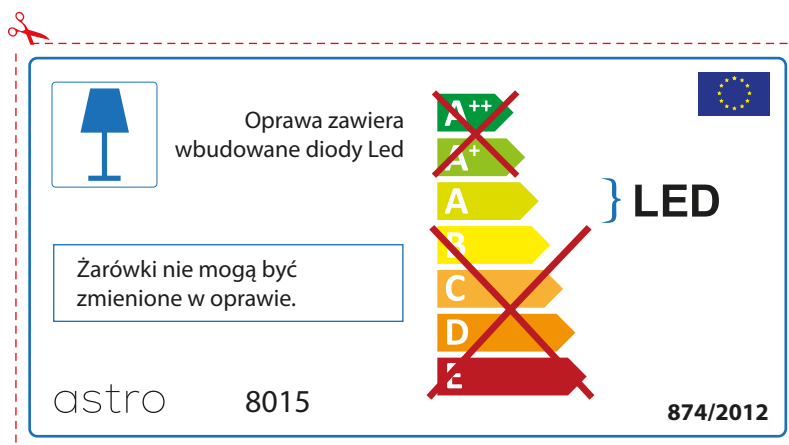 Oprawa zawiera
wbudowane diody Led
A++
A+
A
B
C
D
E
LED
Żarówki nie mogą być
zmienione w oprawie.
astro
8015
874/2012